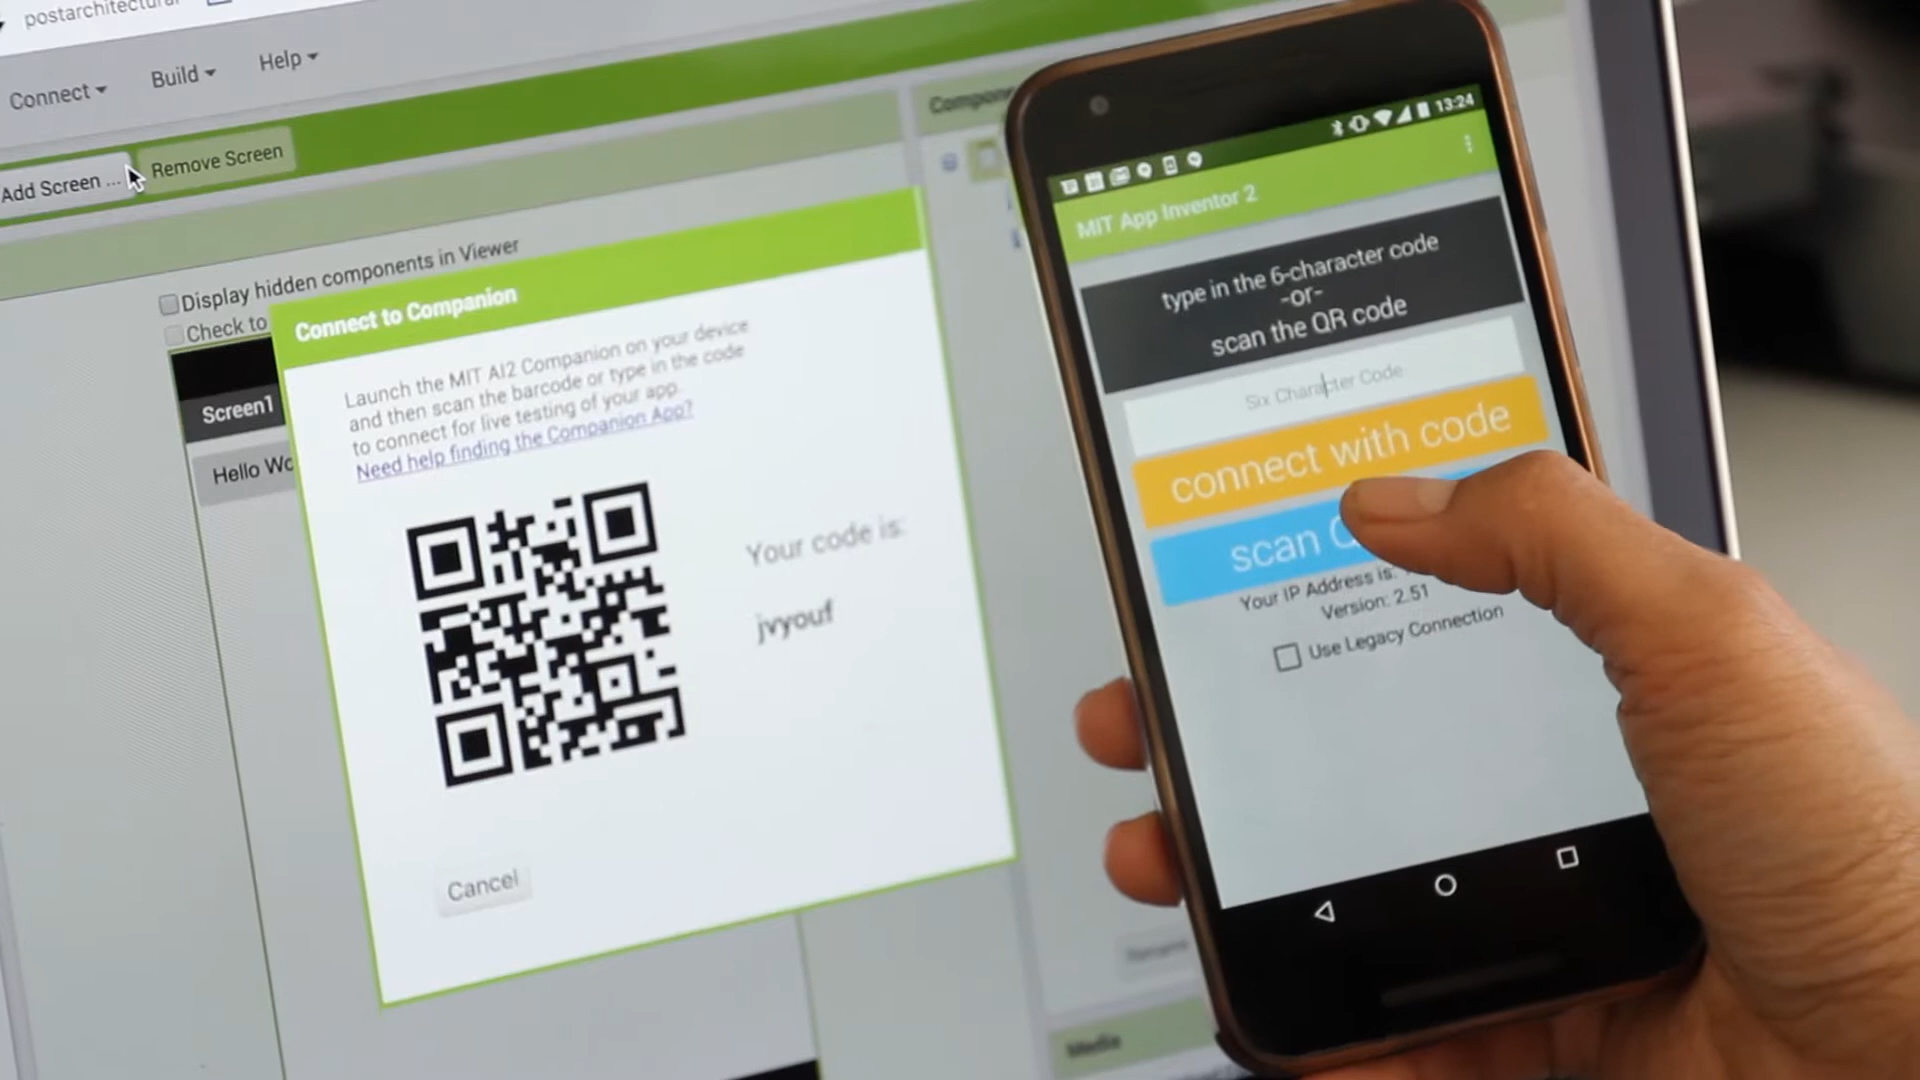 postarchitectural
Connect
Build
Help
Add Screen ...
Remove Screen
Display hidden components in Viewer
Check to
Screen1
Hello Wo
Connect to Companion
Launch the MIT AI2 Companion on your device
and then scan the barcode or type in the code
to connect for live testing of your app.
Need help finding the Companion App?
Your code is:
jvyouf
Cancel
Compone
Media
13:24
MIT App Inventor 2
type in the 6-character code
-or-
scan the QR code
Six Character Code
connect with code
scan Q
Your IP Address is:
Version: 2.51
Use Legacy Connection